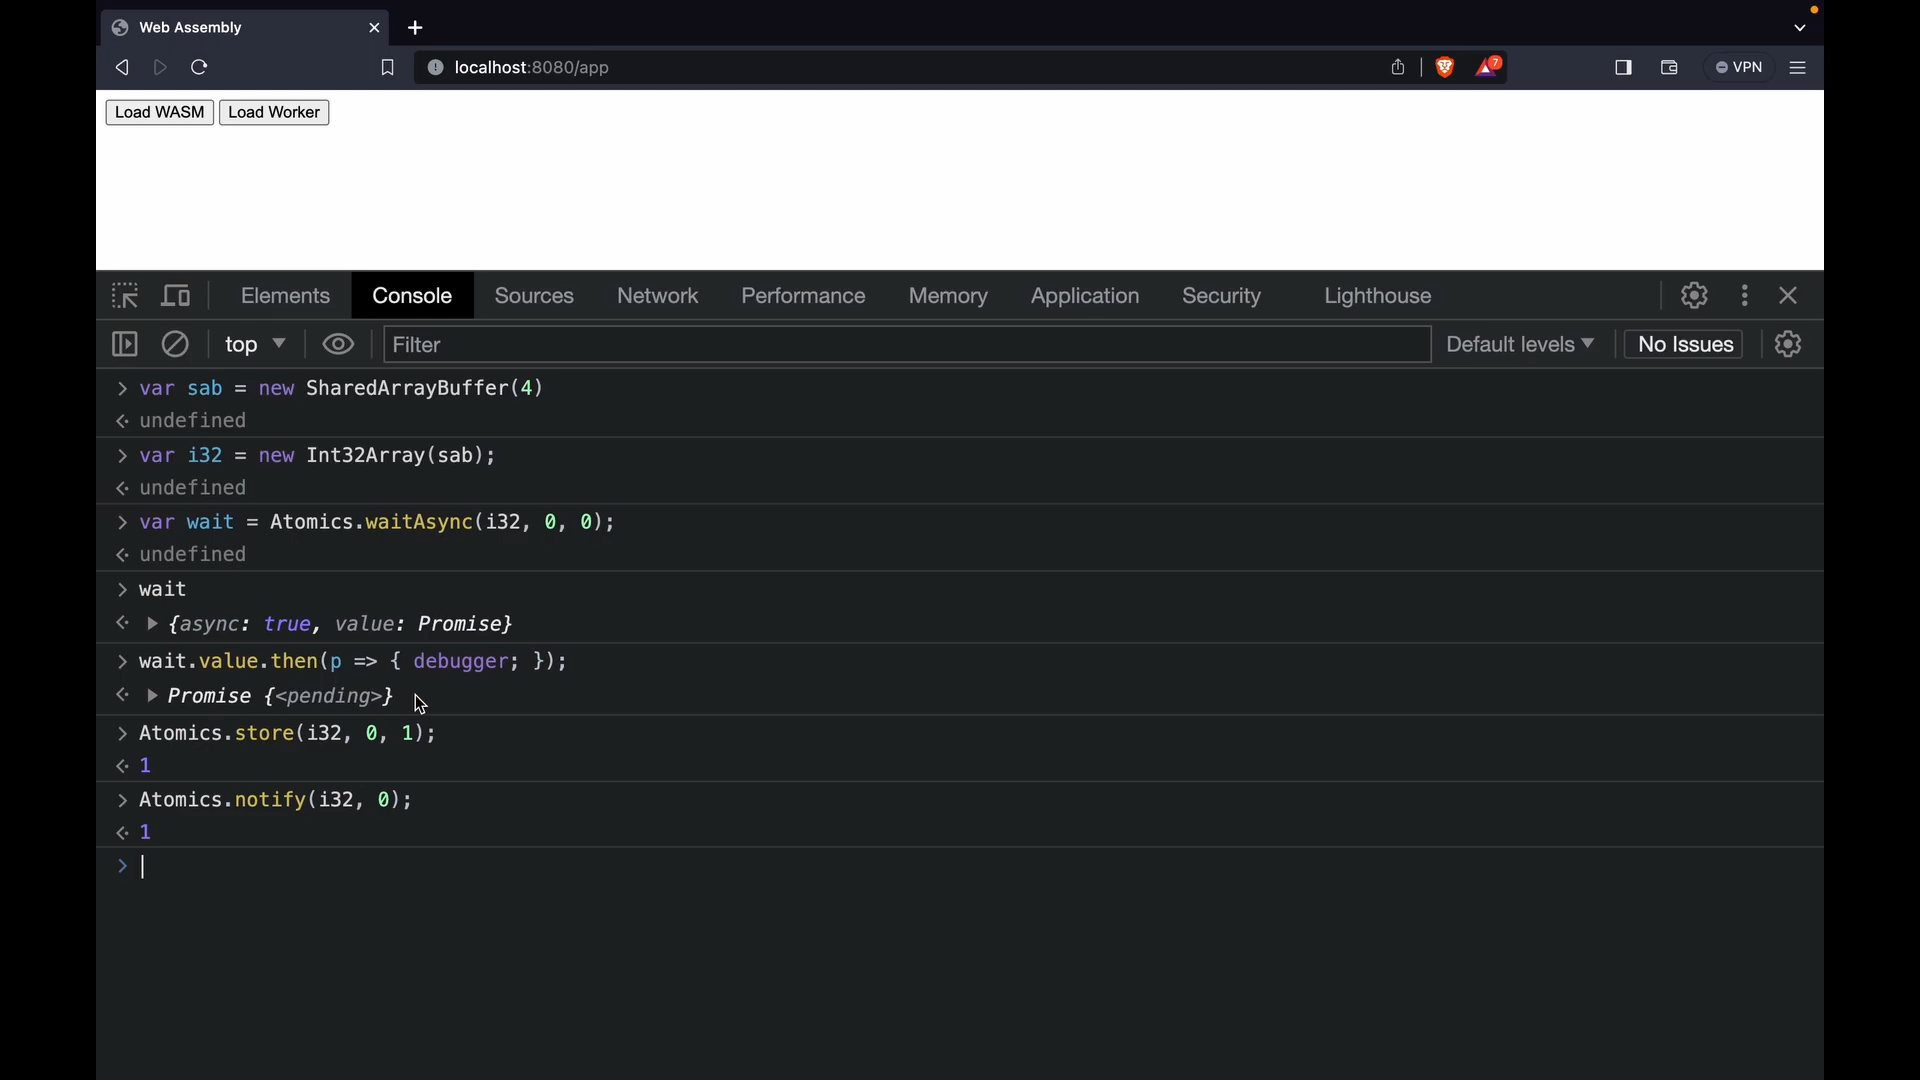 Web Assembly
localhost:8080/app
7
VPN
Load WASM Load Worker
Elements Console Sources Network Performance Memory Application Security Lighthouse
top Filter Default levels No Issues
> var sab = new SharedArrayBuffer(4)
undefined
> var i32 = new Int32Array(sab);
undefined
> var wait = Atomics.waitAsync(i32, 0, 0);
undefined
> wait
{async: true, value: Promise}
> wait.value.then(p => { debugger; });
Promise {<pending>}
> Atomics.store(i32, 0, 1);
1
> Atomics.notify(i32, 0);
1
>